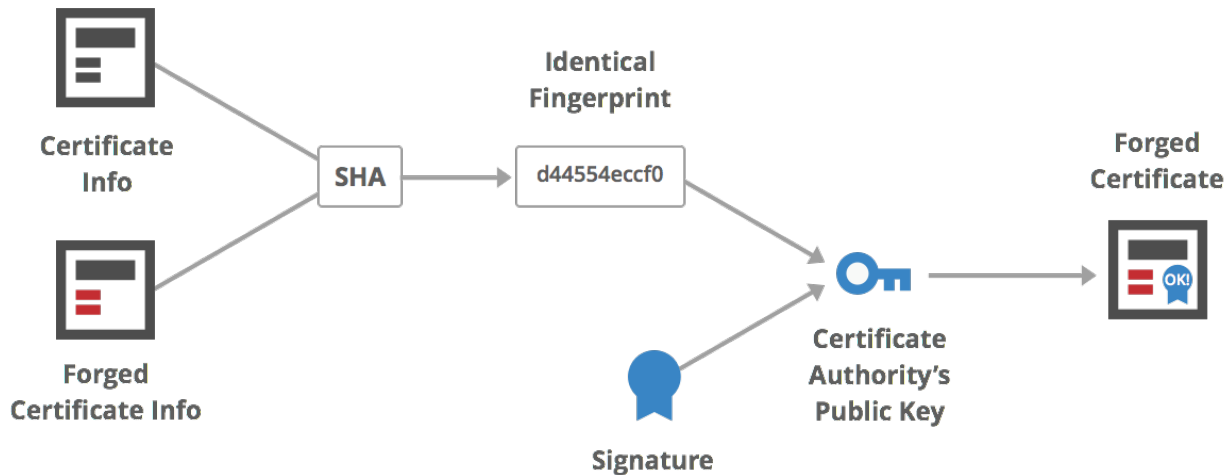 Certificate
Info
SHA
Identical
Fingerprint
d44554eccf0
Forged
Certificate Info
Signature
Certificate
Authority’s
Public Key
Forged
Certificate
OK!